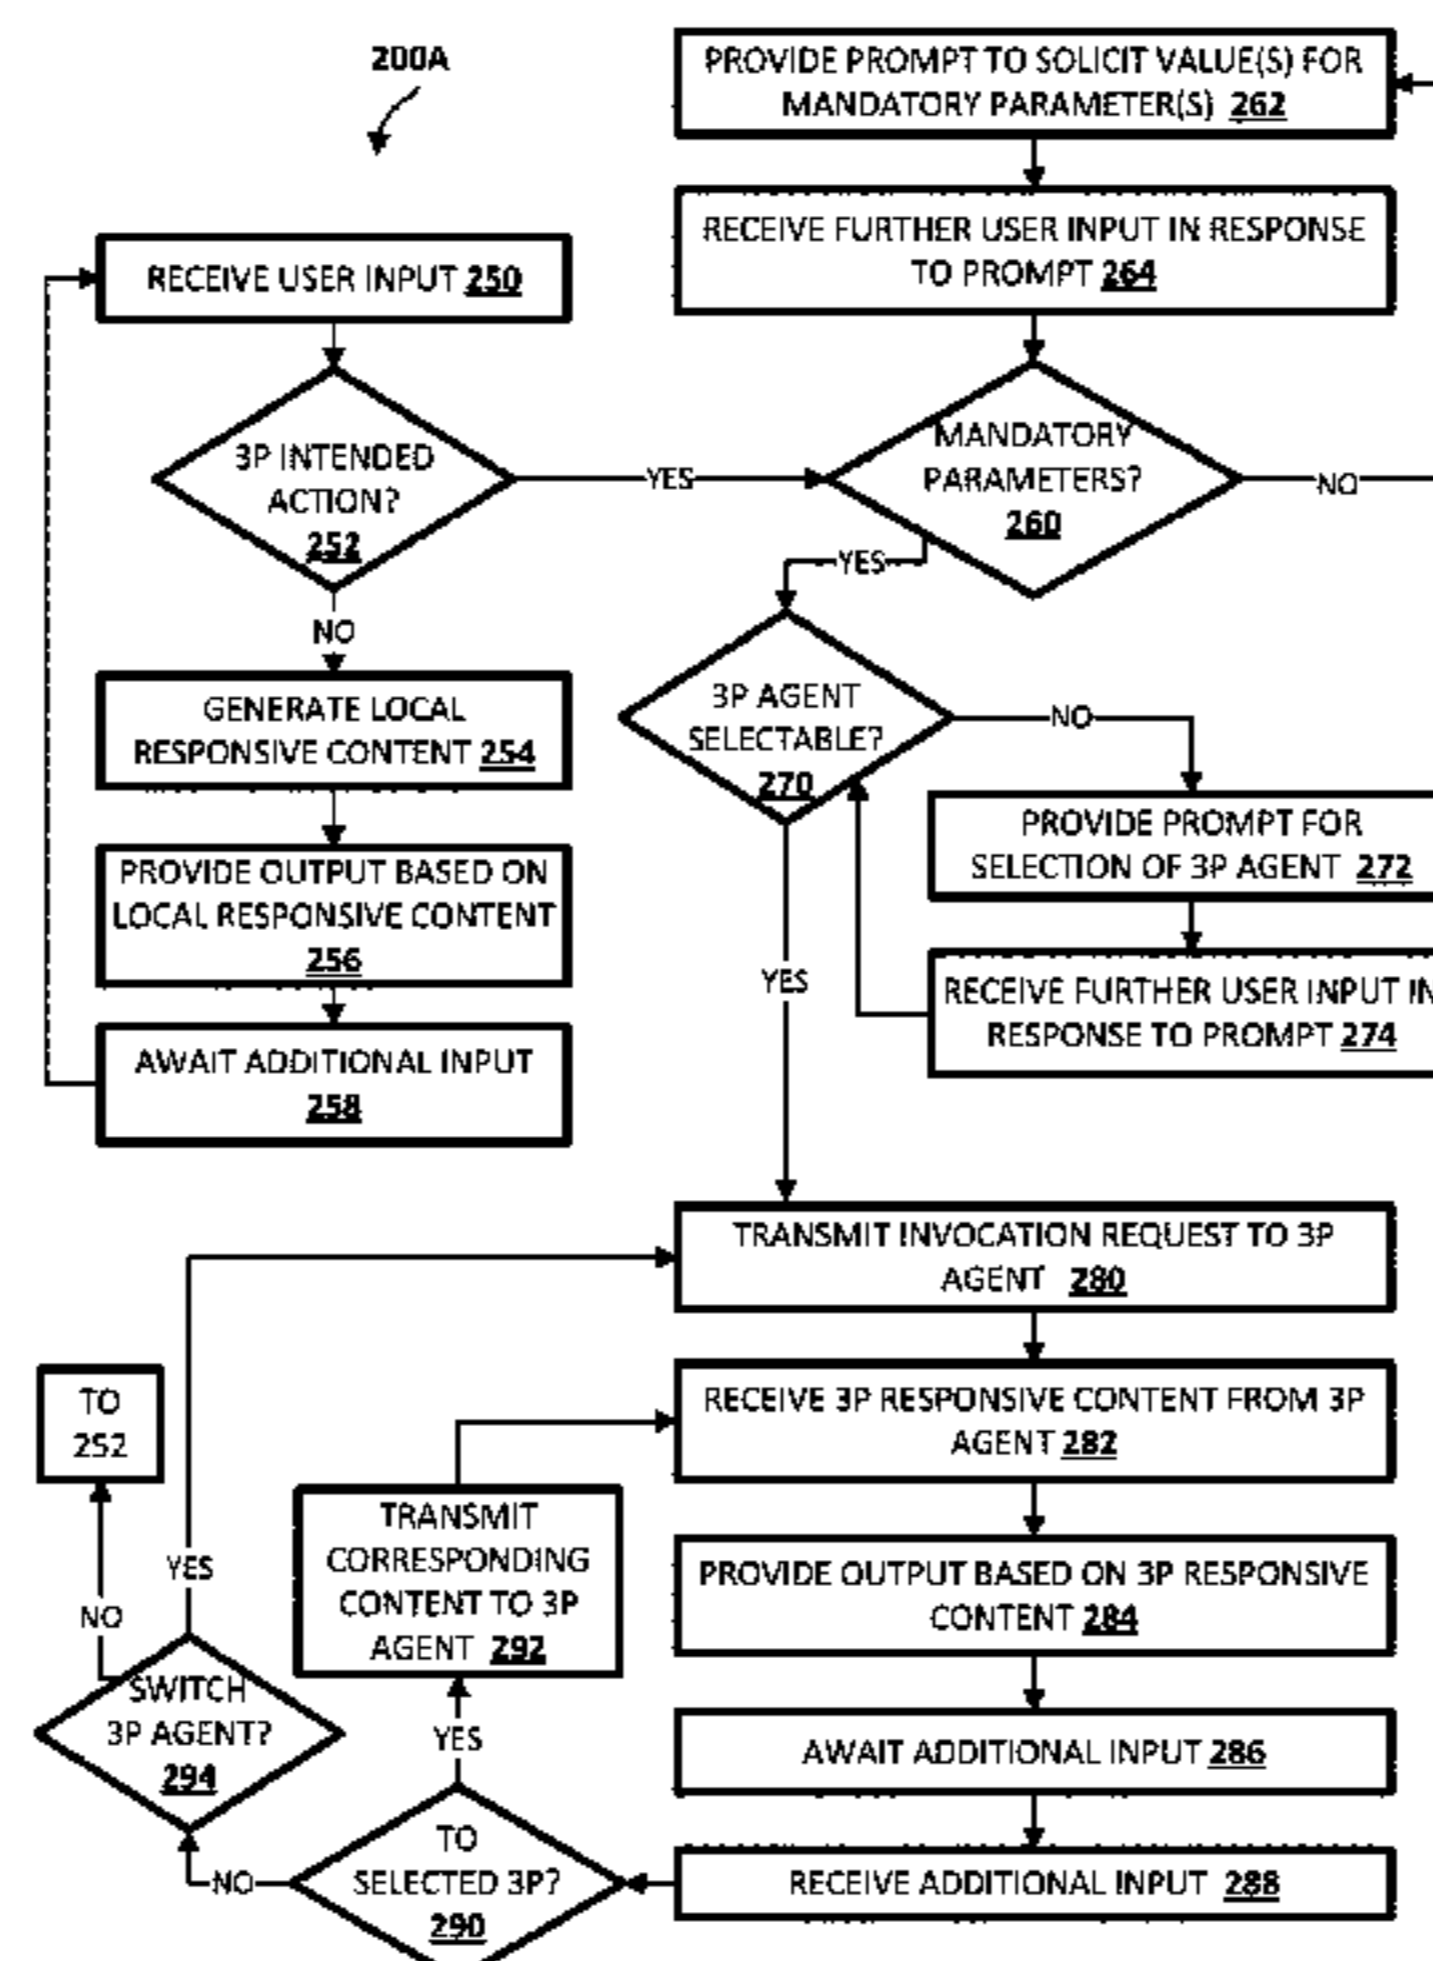 200A
PROVIDE PROMPT TO SOLICIT VALUE(S) FOR
MANDATORY PARAMETER(S) 262
RECEIVE FURTHER USER INPUT IN RESPONSE
TO PROMPT 264
RECEIVE USER INPUT 250
3P INTENDED
ACTION?
252
YES
MANDATORY
PARAMETERS?
260
NO
YES
NO
GENERATE LOCAL
RESPONSIVE CONTENT 254
3P AGENT
SELECTABLE?
270
NO
PROVIDE PROMPT FOR
SELECTION OF 3P AGENT 272
PROVIDE OUTPUT BASED ON
LOCAL RESPONSIVE CONTENT
256
YES
RECEIVE FURTHER USER INPUT IN
RESPONSE TO PROMPT 274
AWAIT ADDITIONAL INPUT
258
TRANSMIT INVOCATION REQUEST TO 3P
AGENT 280
RECEIVE 3P RESPONSIVE CONTENT FROM 3P
AGENT 282
TO
252
TRANSMIT
CORRESPONDING
CONTENT TO 3P
AGENT 292
YES
NO
PROVIDE OUTPUT BASED ON 3P RESPONSIVE
CONTENT 284
SWITCH
3P AGENT?
294
YES
AWAIT ADDITIONAL INPUT 286
TO
SELECTED 3P?
290
NO
RECEIVE ADDITIONAL INPUT 288